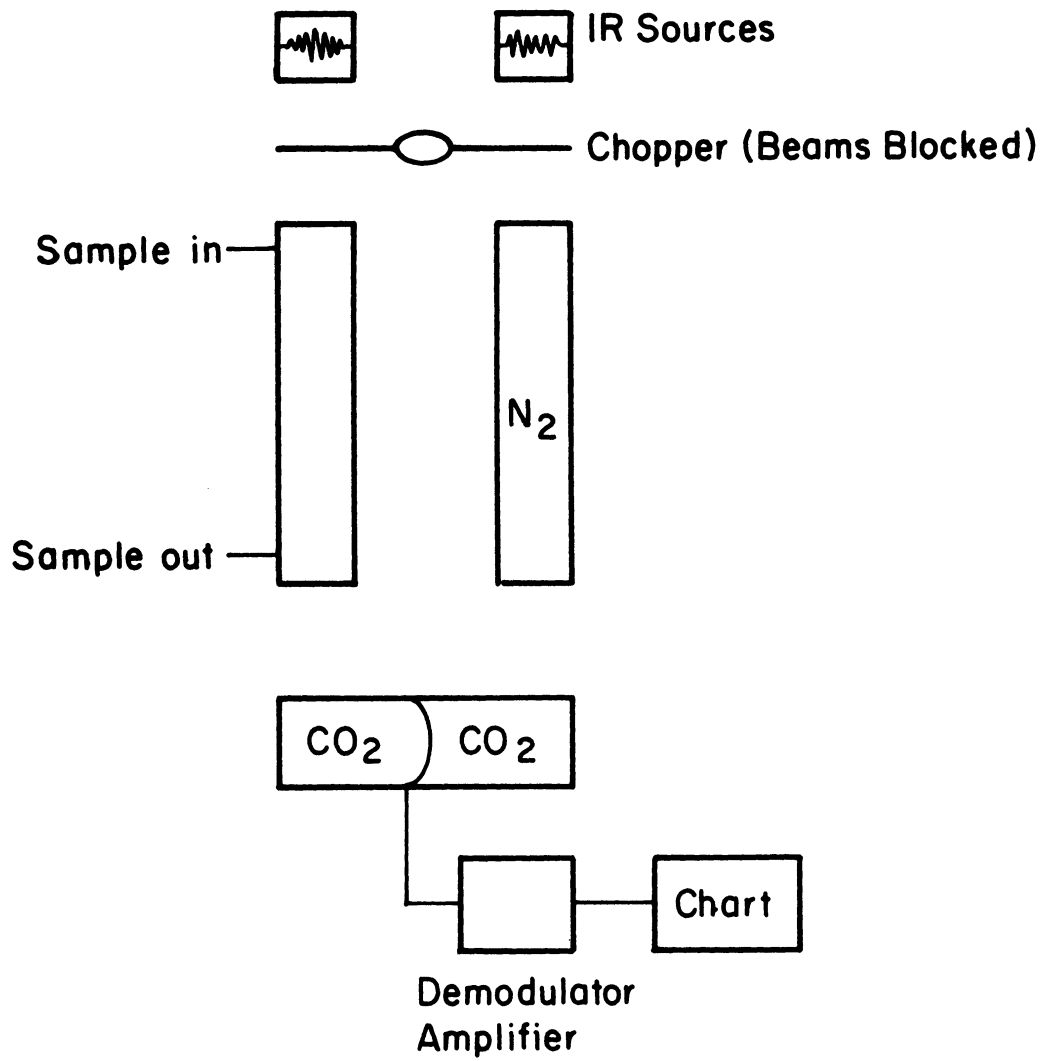 IR Sources
Chopper (Beams Blocked)
Sample in
N2
Sample out
CO2 CO2
Chart
Demodulator
Amplifier